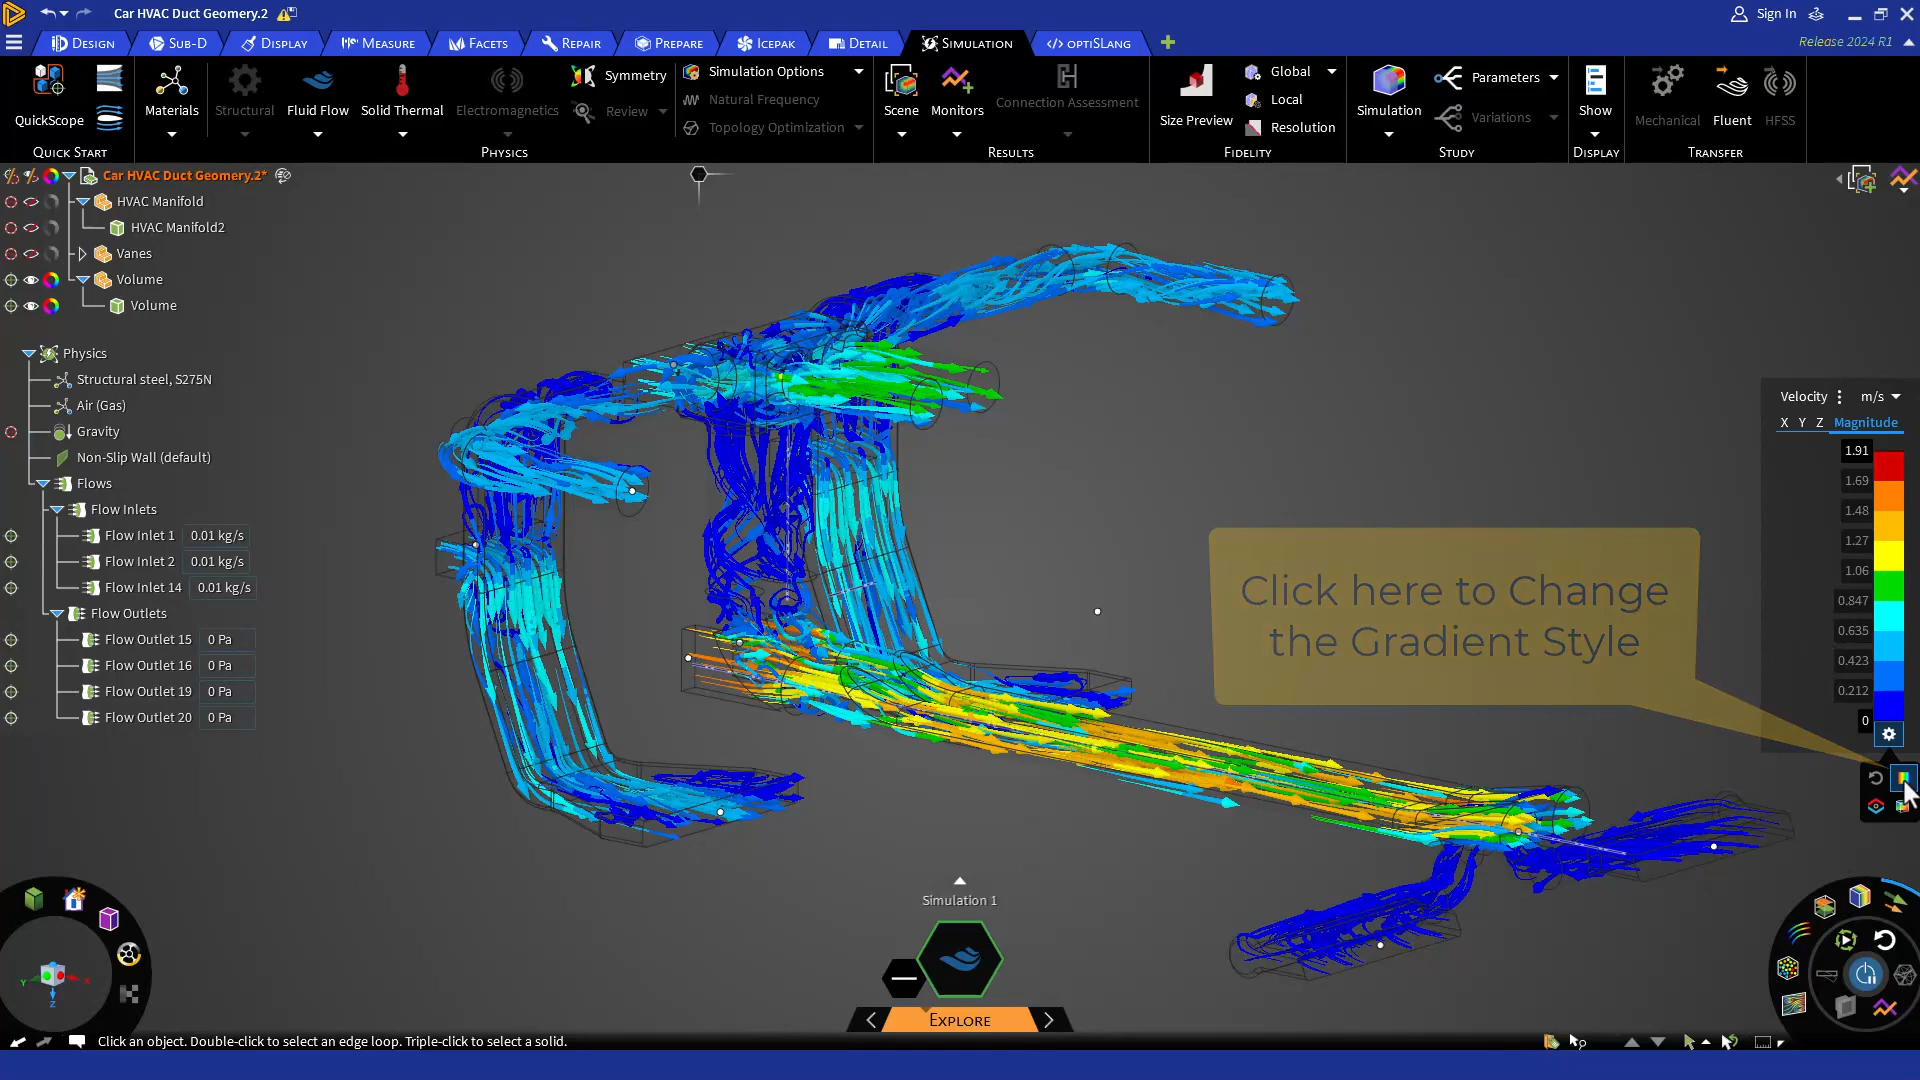 Car HVAC Duct Geomery.2
Sign In
Design
Sub-D
Display
Measure
Facets
Repair
Prepare
Icepak
Detail
Simulation
optiSLang
Release 2024 R1
QuickScope
Quick Start
Materials
Structural
Fluid Flow
Solid Thermal
Electromagnetics
Symmetry
Review
Simulation Options
Natural Frequency
Topology Optimization
Physics
Scene
Monitors
Connection Assessment
Results
Size Preview
Global
Local
Resolution
Fidelity
Simulation
Parameters
Variations
Study
Show
Display
Mechanical
Fluent
HFSS
Transfer
Car HVAC Duct Geomery.2*
HVAC Manifold
HVAC Manifold2
Vanes
Volume
Volume
Physics
Structural steel, S275N
Air (Gas)
Gravity
Non-Slip Wall (default)
Flows
Flow Inlets
Flow Inlet 1 0.01 kg/s
Flow Inlet 2 0.01 kg/s
Flow Inlet 14 0.01 kg/s
Flow Outlets
Flow Outlet 15 0 Pa
Flow Outlet 16 0 Pa
Flow Outlet 19 0 Pa
Flow Outlet 20 0 Pa
Velocity m/s
X Y Z Magnitude
1.91
1.69
1.48
1.27
1.06
0.847
0.635
0.423
0.212
0
Click here to Change
the Gradient Style
Simulation 1
Explore
Y X Z
Click an object. Double-click to select an edge loop. Triple-click to select a solid.